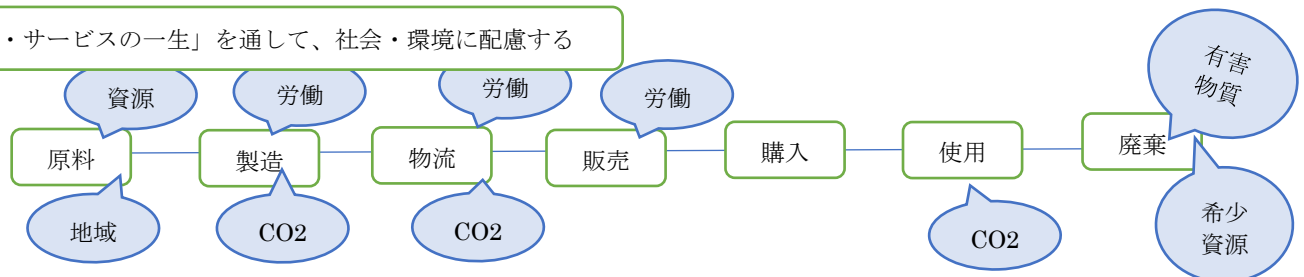 ・サービスの一生」を通して、社会・環境に配慮する
資源
労働
労働
労働
有害
物質
原料
製造
物流
販売
購入
使用
廃棄
地域
CO2
CO2
CO2
希少
資源